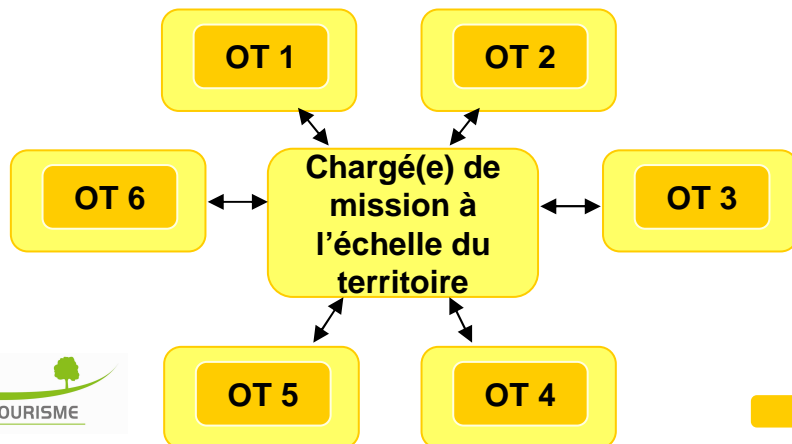 OT 1
OT 2
OT 6
Chargé(e) de
mission à
l’échelle du
territoire
OT 3
OT 5
OT 4
OURISME